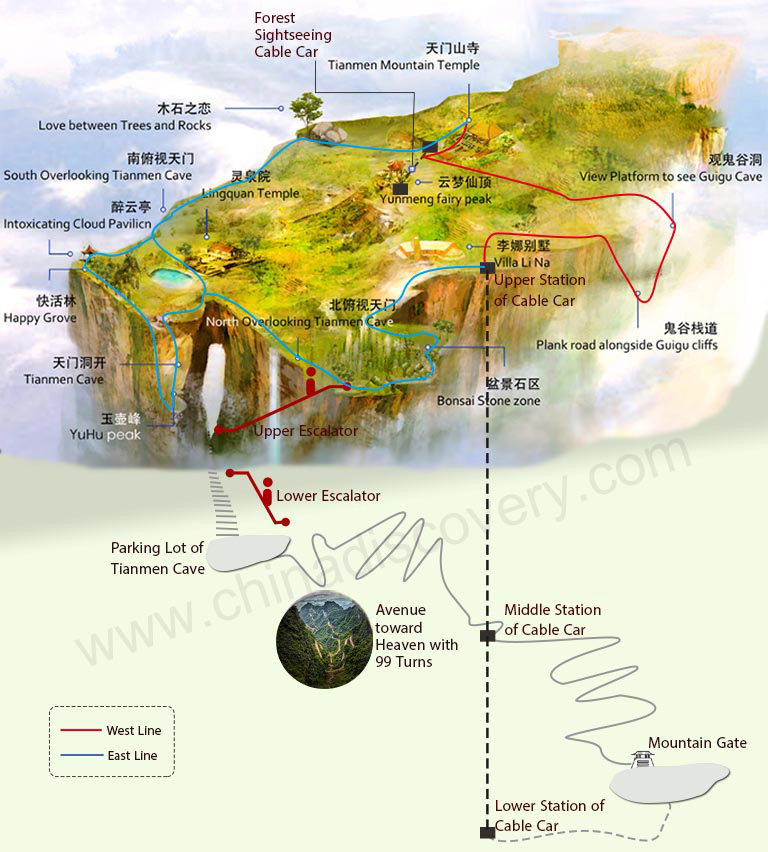 Forest
Sightseeing
Cable Car
天门山寺
Tianmen Mountain Temple
木石之恋
Love between Trees and Rocks
南俯视天门
South Overlooking Tianmen Cave
灵泉院
Lingquan Temple
观鬼谷洞
View Platform to see Guigu Cave
云梦仙顶
Yunmeng fairy peak
醉云亭
Intoxicating Cloud Pavilicn
李娜别墅
Villa Li Na
Upper Station
of Cable Car
快活林
Happy Grove
北俯视天门
North Overlooking Tianmen Cave
鬼谷栈道
Plank road alongside Guigu cliffs
天门洞开
Tianmen Cave
盆景石区
Bonsai Stone zone
玉壶峰
YuHu peak
Upper Escalator
Lower Escalator
Parking Lot of
Tianmen Cave
www.chinadiscovery.com
Avenue
toward
Heaven with
99 Turns
Middle Station
of Cable Car
West Line
East Line
Mountain Gate
Lower Station of
Cable Car